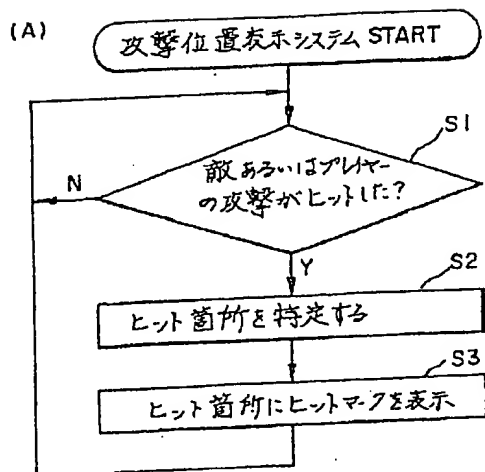 (A)
攻撃位置表示システム START
S1
敵あるいはプレイヤー
の攻撃がヒットした?
N
Y
S2
ヒット箇所を特定する
S3
ヒット箇所にヒットマークを表示